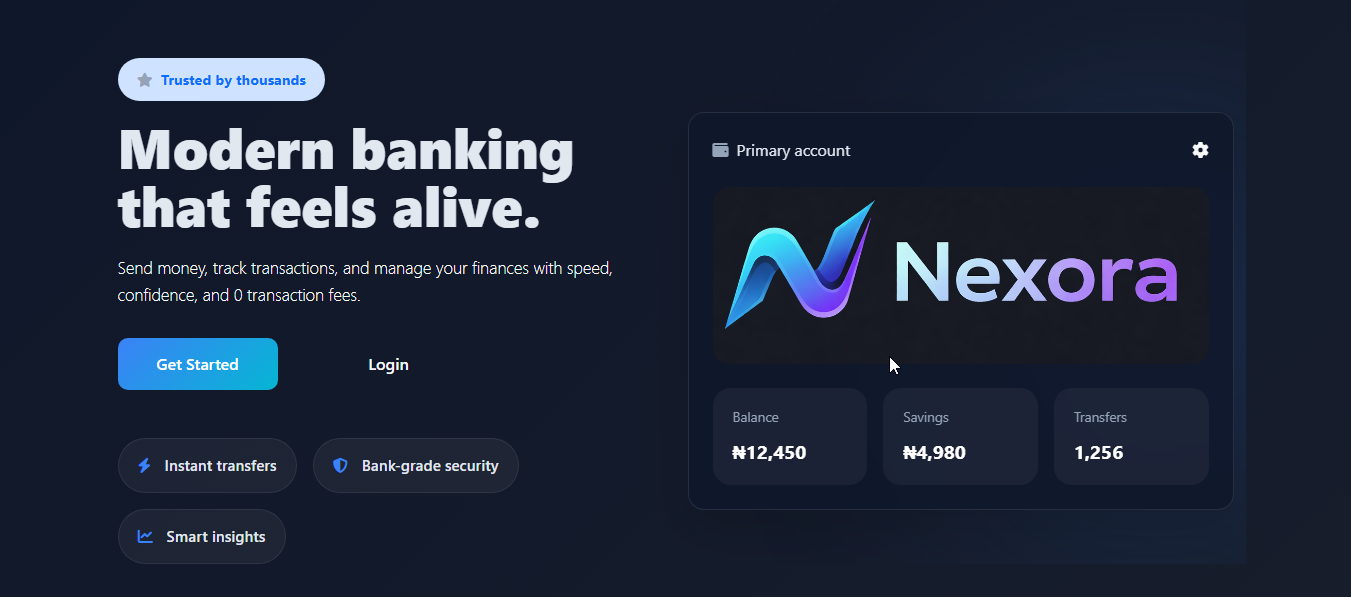 Trusted by thousands
Modern banking
that feels alive.
Send money, track transactions, and manage your finances with speed,
confidence, and 0 transaction fees.
Get Started
Login
Instant transfers
Bank-grade security
Smart insights
Primary account
Nexora
Balance
₦12,450
Savings
₦4,980
Transfers
1,256